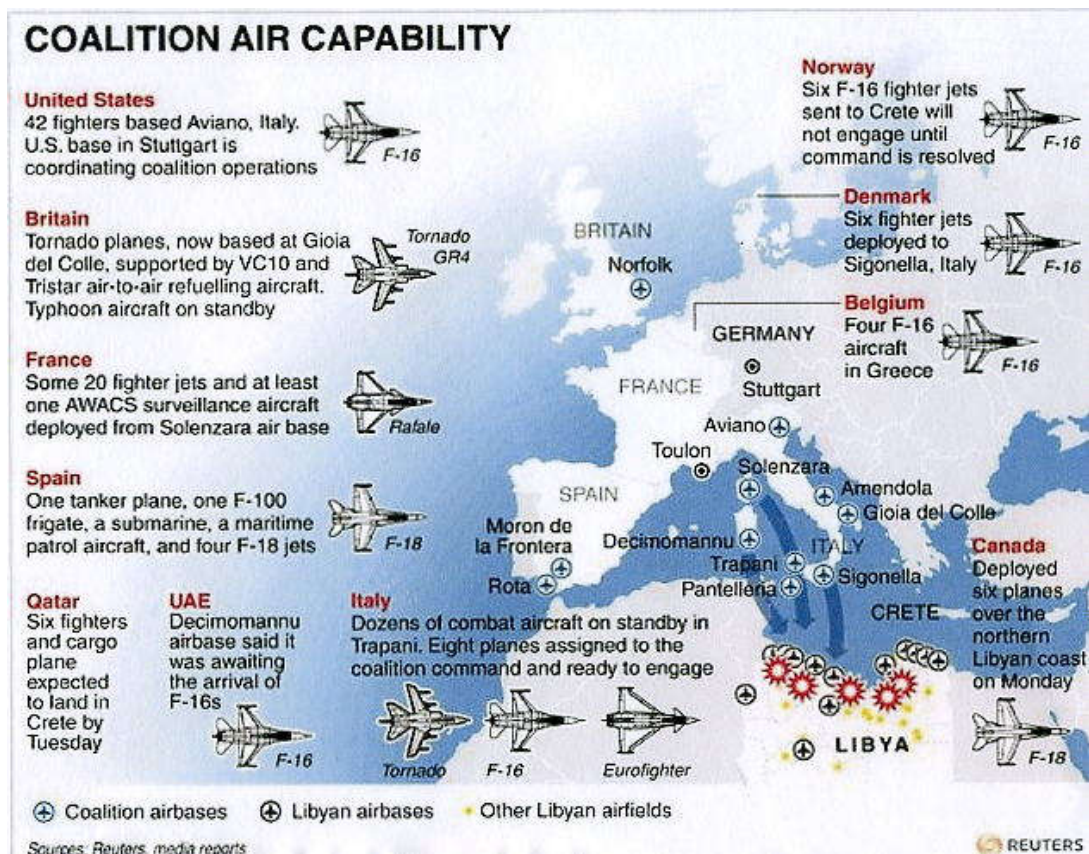 COALITION AIR CAPABILITY
United States
42 fighters based Aviano, Italy.
U.S. base in Stuttgart is
coordinating coalition operations
F-16
Britain
Tornado planes, now based at Gioia
del Colle, supported by VC10 and
Tristar air-to-air refuelling aircraft.
Typhoon aircraft on standby
Tornado
GR4
France
Some 20 fighter jets and at least
one AWACS surveillance aircraft
deployed from Solenzara air base
Rafale
Spain
One tanker plane, one F-100
frigate, a submarine, a maritime
patrol aircraft, and four F-18 jets
F-18
Qatar
Six fighters
and cargo
plane
expected
to land in
Crete by
Tuesday
UAE
Decimomannu
airbase said it
was awaiting
the arrival of
F-16s
F-16
Italy
Dozens of combat aircraft on standby in
Trapani. Eight planes assigned to the
coalition command and ready to engage
Tornado
F-16
Eurofighter
Norway
Six F-16 fighter jets
sent to Crete will
not engage until
command is resolved
F-16
Denmark
Six fighter jets
deployed to
Sigonella, Italy
F-16
Belgium
Four F-16
aircraft
in Greece
F-16
Canada
Deployed
six planes
over the
northern
Libyan coast
on Monday
F-18
BRITAIN
Norfolk
GERMANY
Stuttgart
FRANCE
Aviano
Toulon
Solenzara
SPAIN
Amendola
Gioia del Colle
Moron de
la Frontera
Decimomannu
ITALY
Trapani
Rota
Pantelleria
Sigonella
CRETE
LIBYA
Coalition airbases
Libyan airbases
Other Libyan airfields
Sources: Reuters, media reports
REUTERS